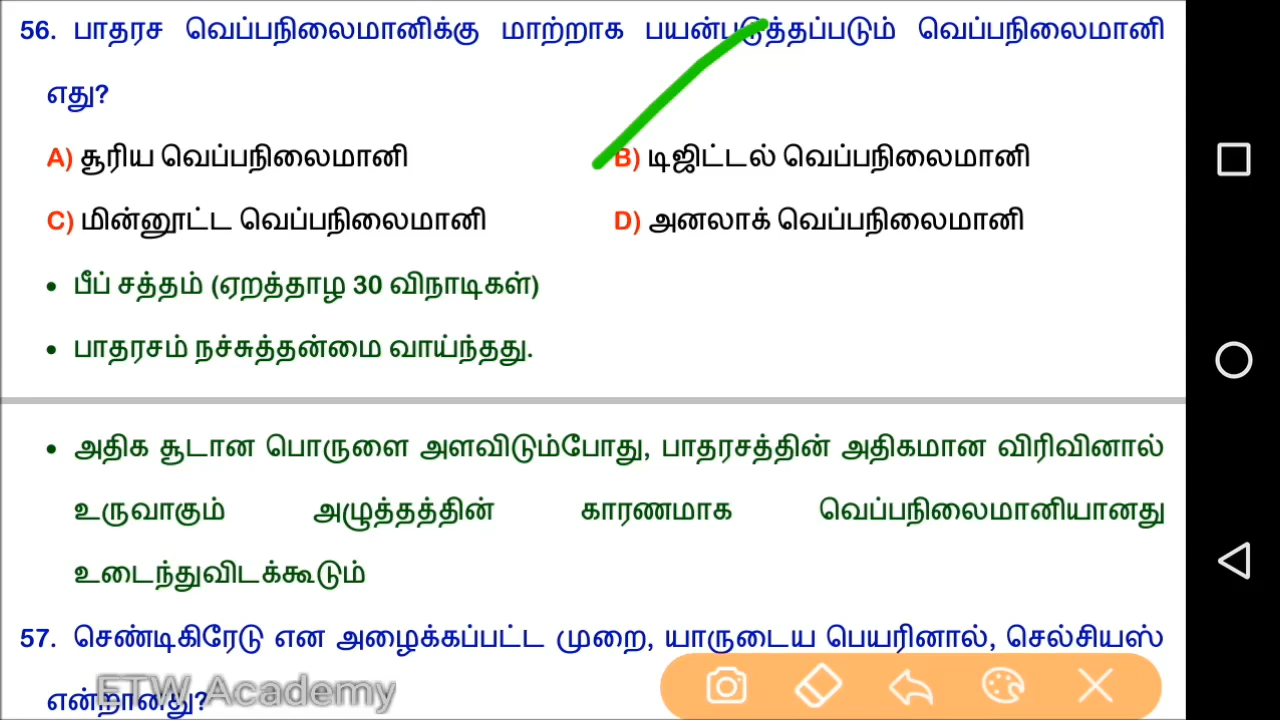 56. பாதரச வெப்பநிலைமானிக்கு மாற்றாக பயன்படுத்தப்படும் வெப்பநிலைமானி
எது?
A) சூரிய வெப்பநிலைமானி B) டிஜிட்டல் வெப்பநிலைமானி
C) மின்னூட்ட வெப்பநிலைமானி D) அனலாக் வெப்பநிலைமானி
• பீப் சத்தம் (ஏறத்தாழ 30 விநாடிகள்)
• பாதரசம் நச்சுத்தன்மை வாய்ந்தது.
• அதிக சூடான பொருளை அளவிடும்போது, பாதரசத்தின் அதிகமான விரிவினால்
உருவாகும் அழுத்தத்தின் காரணமாக வெப்பநிலைமானியானது
உடைந்துவிடக்கூடும்
57. செண்டிகிரேடு என அழைக்கப்பட்ட முறை, யாருடைய பெயரினால், செல்சியஸ்
என்றானது?
ETW Academy